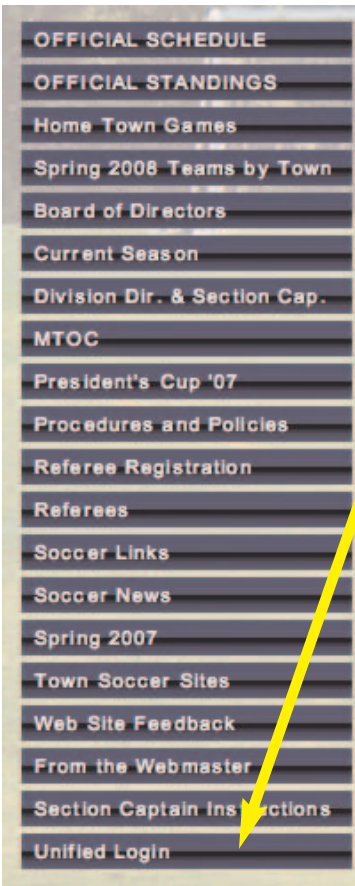 OFFICIAL SCHEDULE
OFFICIAL STANDINGS
Home Town Games
Spring 2008 Teams by Town
Board of Directors
Current Season
Division Dir. & Section Cap.
MTOC
President's Cup '07
Procedures and Policies
Referee Registration
Referees
Soccer Links
Soccer News
Spring 2007
Town Soccer Sites
Web Site Feedback
From the Webmaster
Section Captain
Unified Login